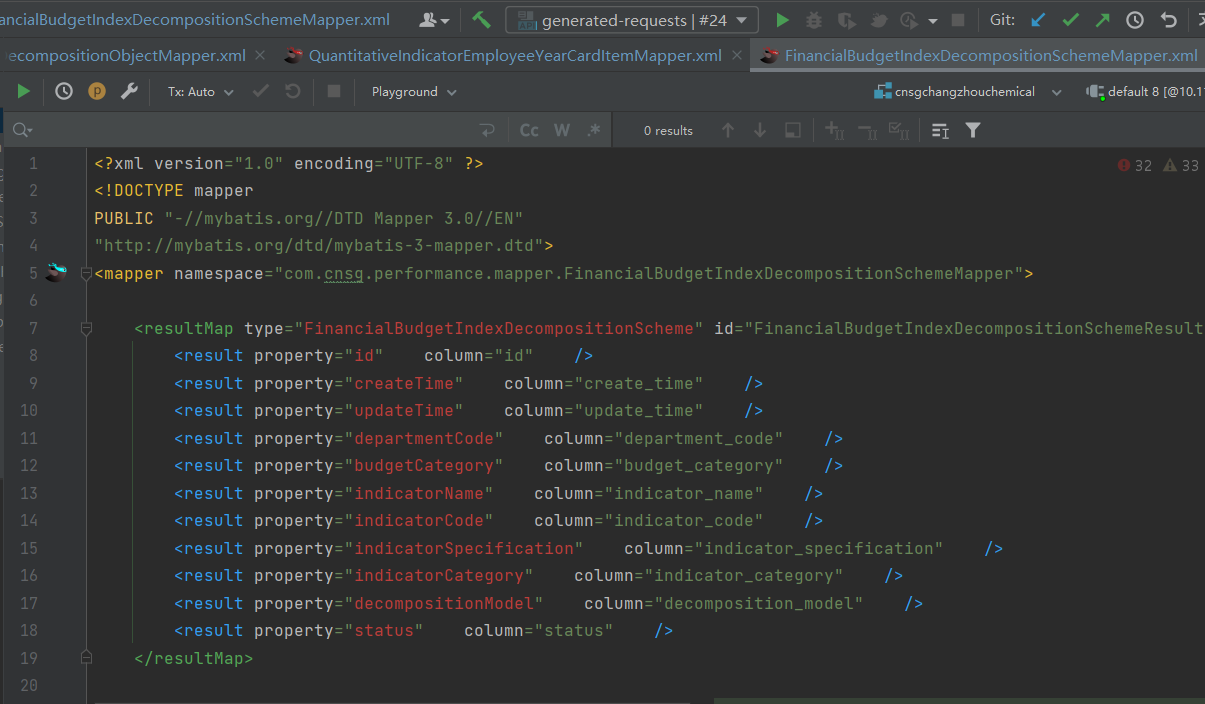 ancialBudgetIndexDecompositionSchemeMapper.xml generated-requests | #24 Git:
ecompositionObjectMapper.xml QuantitativeIndicatorEmployeeYearCardItemMapper.xml FinancialBudgetIndexDecompositionSchemeMapper.xml
Tx: Auto Playground cnsgchangzhouchemical default 8 [@10.1
Cc W .* 0 results
32 33
1 <?xml version="1.0" encoding="UTF-8" ?>
2 <!DOCTYPE mapper
3 PUBLIC "-//mybatis.org//DTD Mapper 3.0//EN"
4 "http://mybatis.org/dtd/mybatis-3-mapper.dtd">
5 <mapper namespace="com.cnsg.performance.mapper.FinancialBudgetIndexDecompositionSchemeMapper">
6
7 <resultMap type="FinancialBudgetIndexDecompositionScheme" id="FinancialBudgetIndexDecompositionSchemeResult
8 <result property="id" column="id" />
9 <result property="createTime" column="create_time" />
10 <result property="updateTime" column="update_time" />
11 <result property="departmentCode" column="department_code" />
12 <result property="budgetCategory" column="budget_category" />
13 <result property="indicatorName" column="indicator_name" />
14 <result property="indicatorCode" column="indicator_code" />
15 <result property="indicatorSpecification" column="indicator_specification" />
16 <result property="indicatorCategory" column="indicator_category" />
17 <result property="decompositionModel" column="decomposition_model" />
18 <result property="status" column="status" />
19 </resultMap>
20